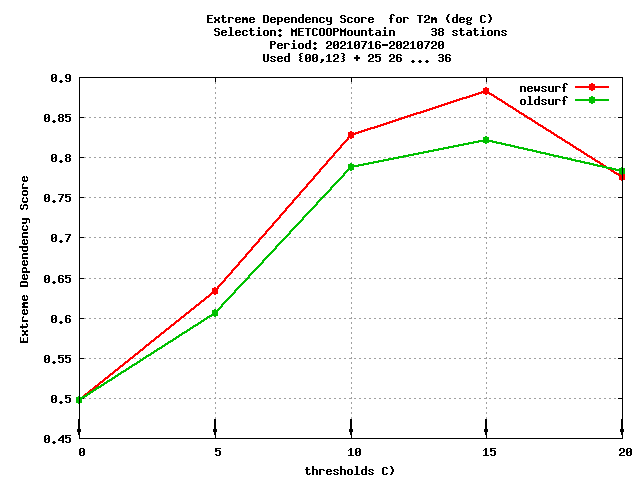 Extreme Dependency Score  for T2m (deg C)
Selection: METCOOPMountain     38 stations
Period: 20210716-20210720
Used {00,12} + 25 26 ... 36
newsurf
oldsurf
0.9
0.85
0.8
0.75
0.7
0.65
0.6
0.55
0.5
0.45
Extreme Dependency Score
0 5 10 15 20
thresholds C)